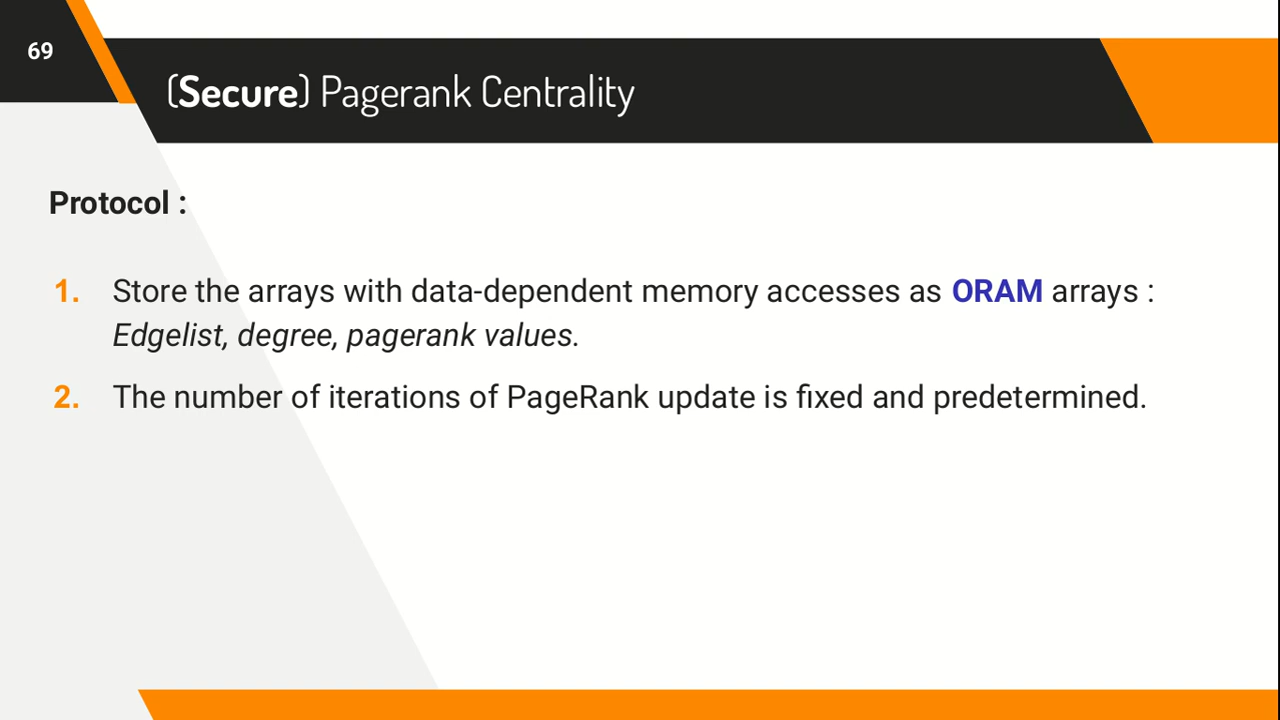 69
(Secure) Pagerank Centrality
Protocol :
1. Store the arrays with data-dependent memory accesses as ORAM arrays :
Edgelist, degree, pagerank values.
2. The number of iterations of PageRank update is fixed and predetermined.